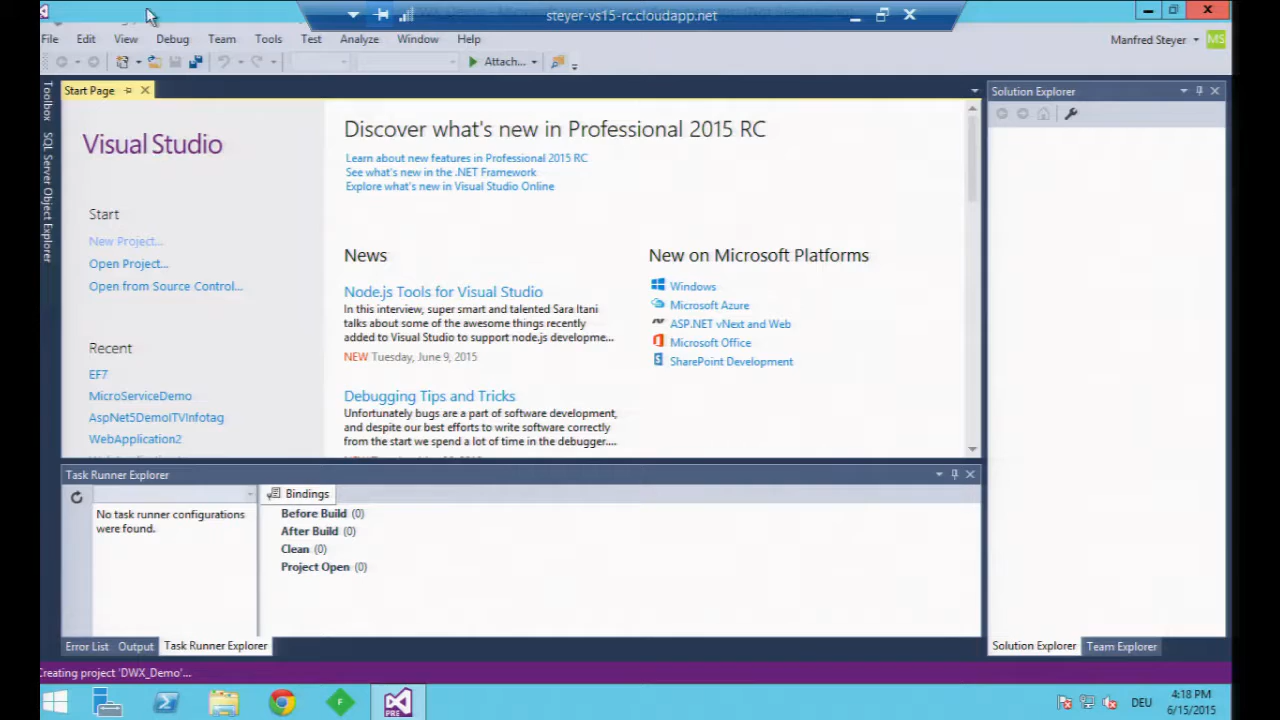 steyer-vs15-rc.cloudapp.net
File Edit View Debug Team Tools Test Analyze Window Help
Manfred Steyer MS
Attach...
Toolbox
SQL Server Object Explorer
Start Page
Visual Studio
Start
New Project...
Open Project...
Open from Source Control...
Recent
EF7
MicroServiceDemo
AspNet5DemoITVInfotag
WebApplication2
Discover what's new in Professional 2015 RC
Learn about new features in Professional 2015 RC
See what's new in the .NET Framework
Explore what's new in Visual Studio Online
News
Node.js Tools for Visual Studio
In this interview, super smart and talented Sara Itani
talks about some of the awesome things recently
added to Visual Studio to support node.js developme...
NEW Tuesday, June 9, 2015
Debugging Tips and Tricks
Unfortunately bugs are a part of software development,
and despite our best efforts to write software correctly
from the start we spend a lot of time in the debugger....
New on Microsoft Platforms
Windows
Microsoft Azure
ASP.NET vNext and Web
Microsoft Office
SharePoint Development
Solution Explorer
Task Runner Explorer
No task runner configurations
were found.
Bindings
Before Build (0)
After Build (0)
Clean (0)
Project Open (0)
Error List Output Task Runner Explorer
Solution Explorer Team Explorer
Creating project 'DWX_Demo'...
PRE
DEU
4:18 PM
6/15/2015